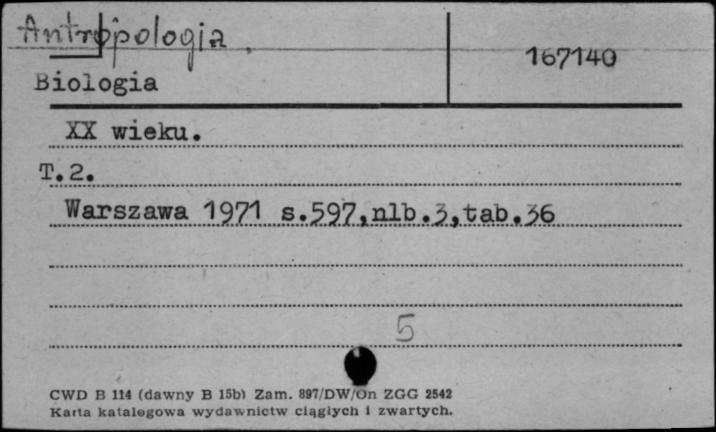 Antropologia.
167140
Biologia
XX wieku.
T.2.
Warszawa 1971 s.597,nlb.3,tab.36
5
CWD B 114 (dawny B 15b) Zam. 897/DW/On ZGG 2542
Karta katalogowa wydawnictw ciągłych i zwartych.